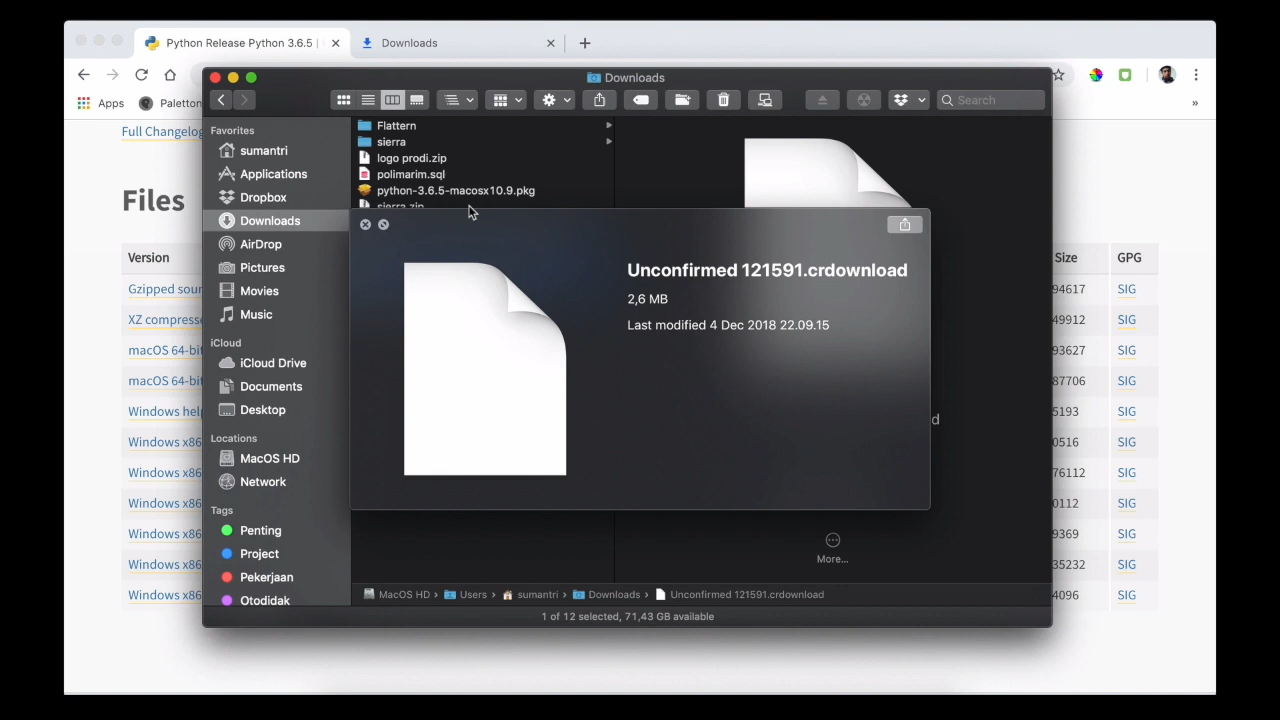 Python Release Python 3.6.5 |
Downloads
Apps
Paletton
»
Downloads
Search
Full Changelog
Files
Version
Size
GPG
Gzipped sour
94617
SIG
XZ compresse
49912
SIG
macOS 64-bit
93627
SIG
macOS 64-bit
87706
SIG
Windows help
5193
SIG
Windows x86
0516
SIG
Windows x86
76112
SIG
Windows x86
0112
SIG
Windows x86
9369
SIG
Windows x86
35232
SIG
Windows x86
4096
SIG
Favorites
sumantri
Applications
Dropbox
Downloads
AirDrop
Pictures
Movies
Music
iCloud
iCloud Drive
Documents
Desktop
Locations
MacOS HD
Network
Tags
Penting
Project
Pekerjaan
Otodidak
Flattern
sierra
logo prodi.zip
polimarim.sql
python-3.6.5-macosx10.9.pkg
sierra.zip
Unconfirmed 121591.crdownload
2,6 MB
Last modified 4 Dec 2018 22.09.15
d
More...
MacOS HD › Users › sumantri › Downloads › Unconfirmed 121591.crdownload
1 of 12 selected, 71,43 GB available